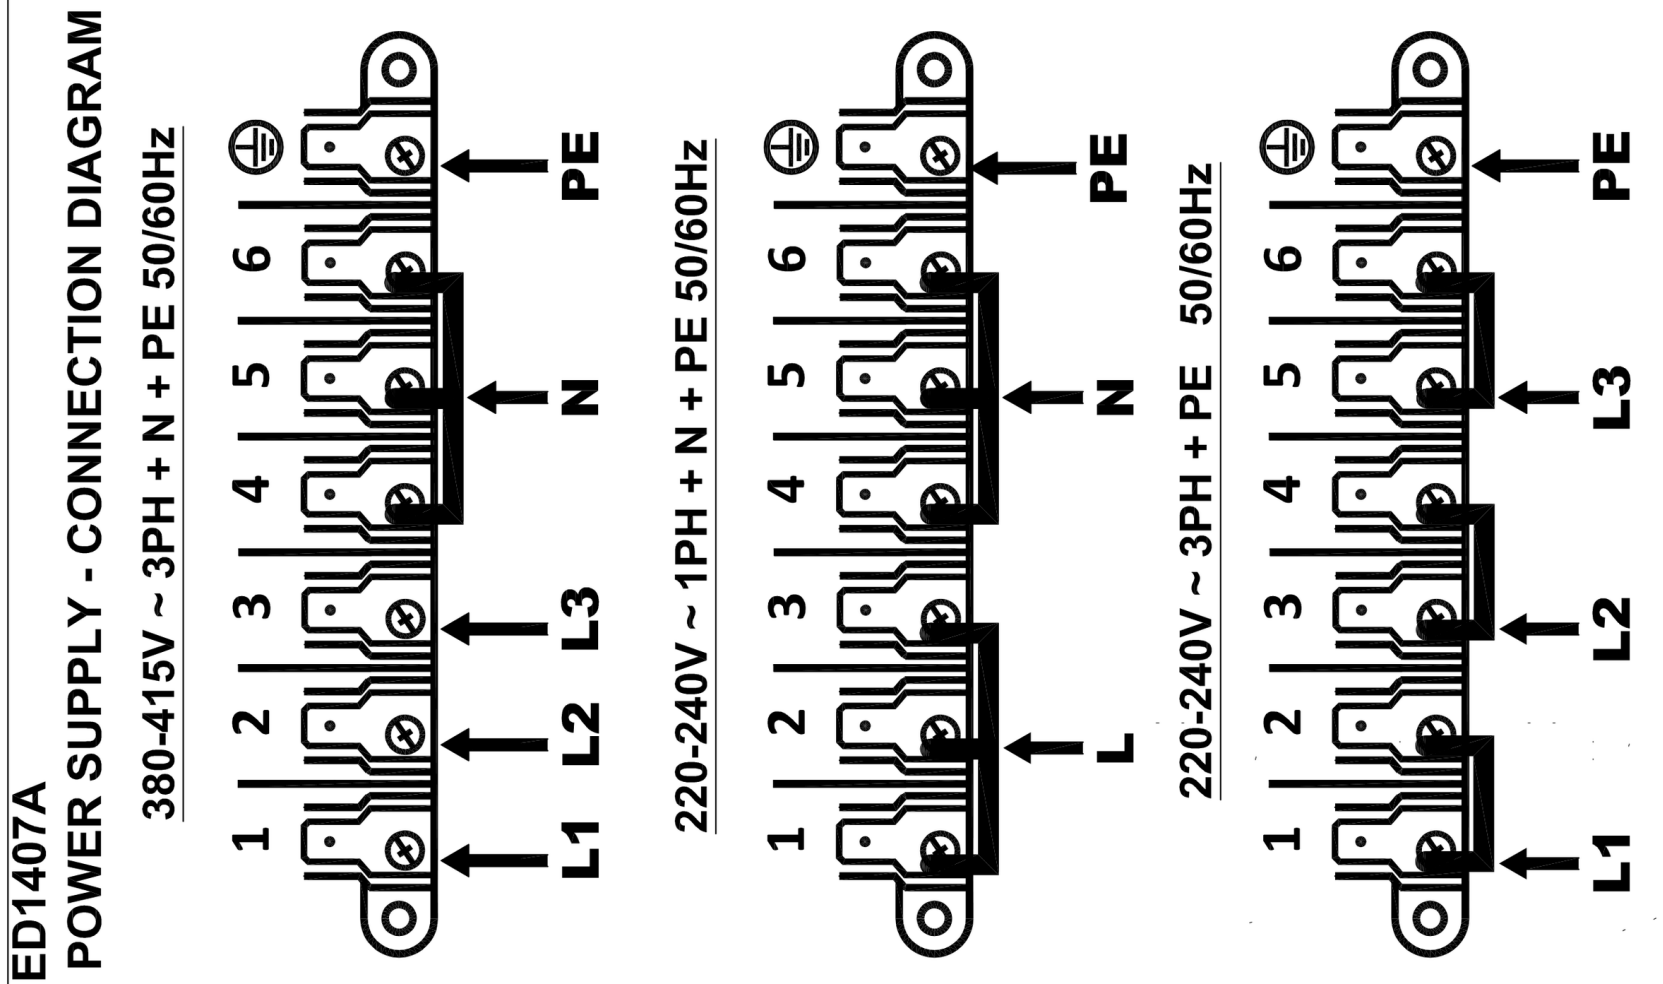 ED1407A
POWER SUPPLY - CONNECTION DIAGRAM
380-415V ~ 3PH + N + PE 50/60Hz
1 2 3 4 5 6
L1 L2 L3 N PE
220-240V ~ 1PH + N + PE 50/60Hz
1 2 3 4 5 6
L N PE
220-240V ~ 3PH + PE 50/60Hz
1 2 3 4 5 6
L1 L2 L3 PE